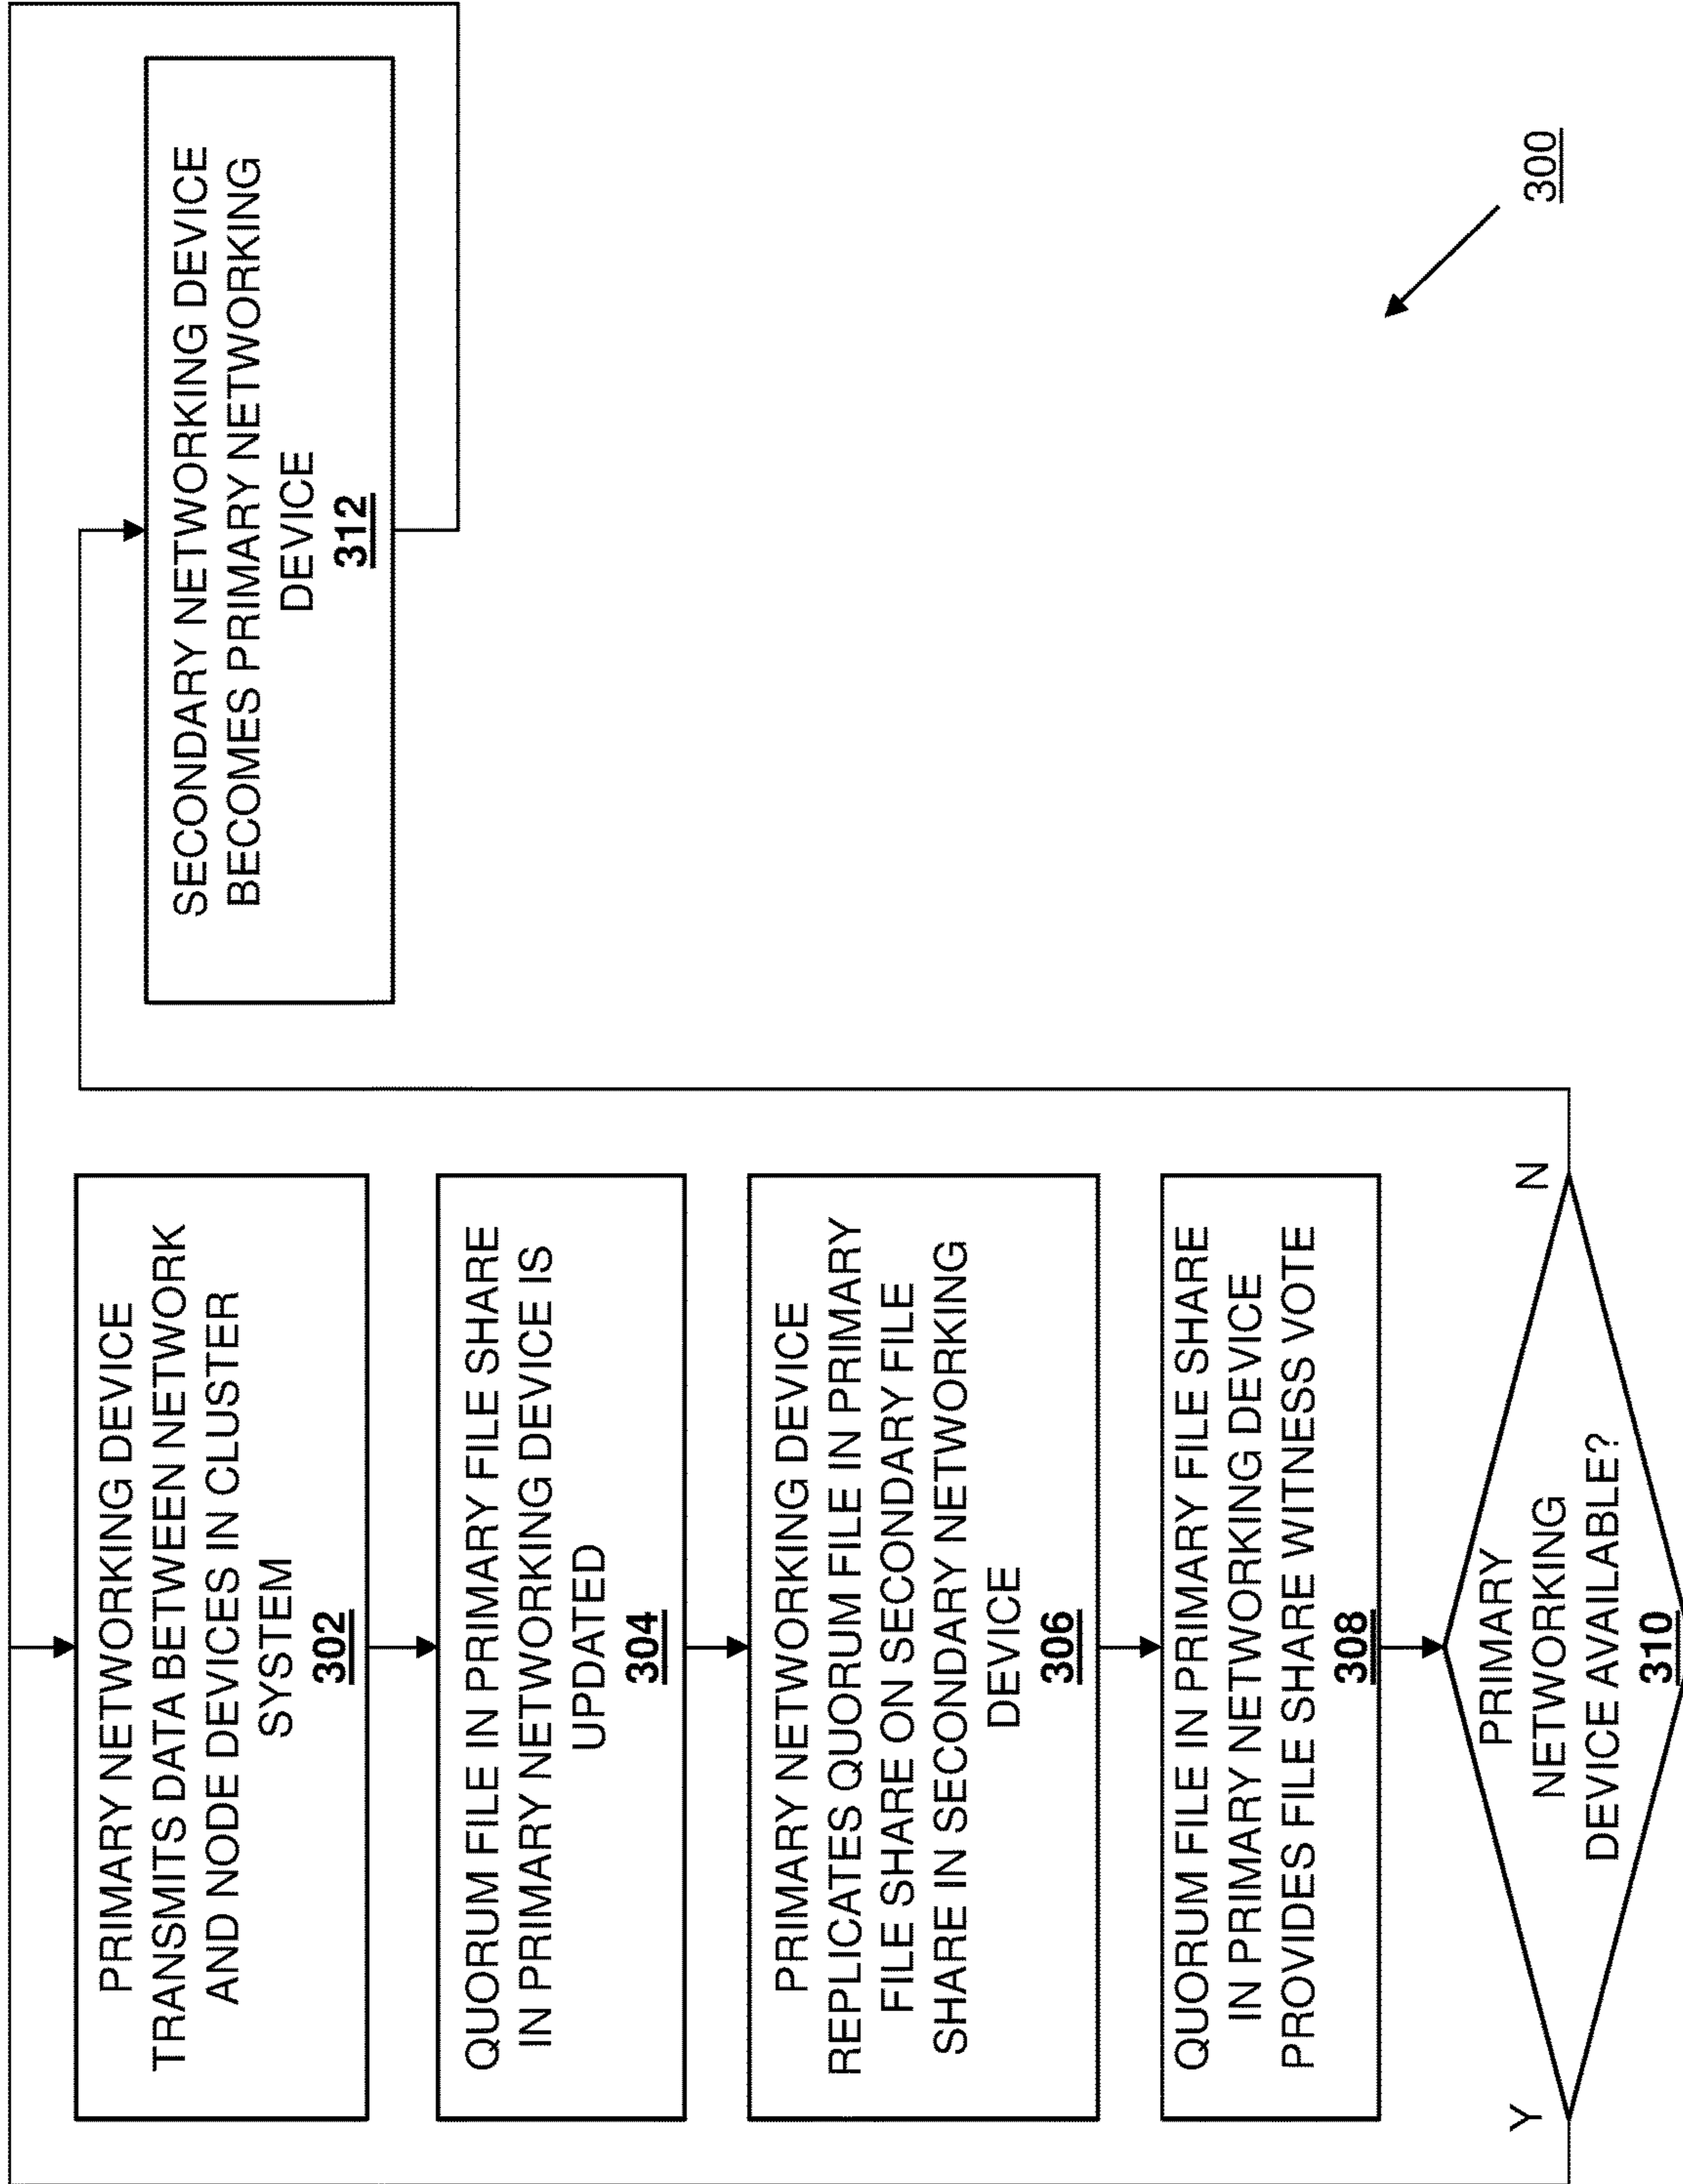 PRIMARY NETWORKING DEVICE
TRANSMITS DATA BETWEEN NETWORK
AND NODE DEVICES IN CLUSTER
SYSTEM
302
QUORUM FILE IN PRIMARY FILE SHARE
IN PRIMARY NETWORKING DEVICE IS
UPDATED
304
PRIMARY NETWORKING DEVICE
REPLICATES QUORUM FILE IN PRIMARY
FILE SHARE ON SECONDARY FILE
SHARE IN SECONDARY NETWORKING
DEVICE
306
QUORUM FILE IN PRIMARY FILE SHARE
IN PRIMARY NETWORKING DEVICE
PROVIDES FILE SHARE WITNESS VOTE
308
Y
PRIMARY
NETWORKING
DEVICE AVAILABLE?
310
N
SECONDARY NETWORKING DEVICE
BECOMES PRIMARY NETWORKING
DEVICE
312
300